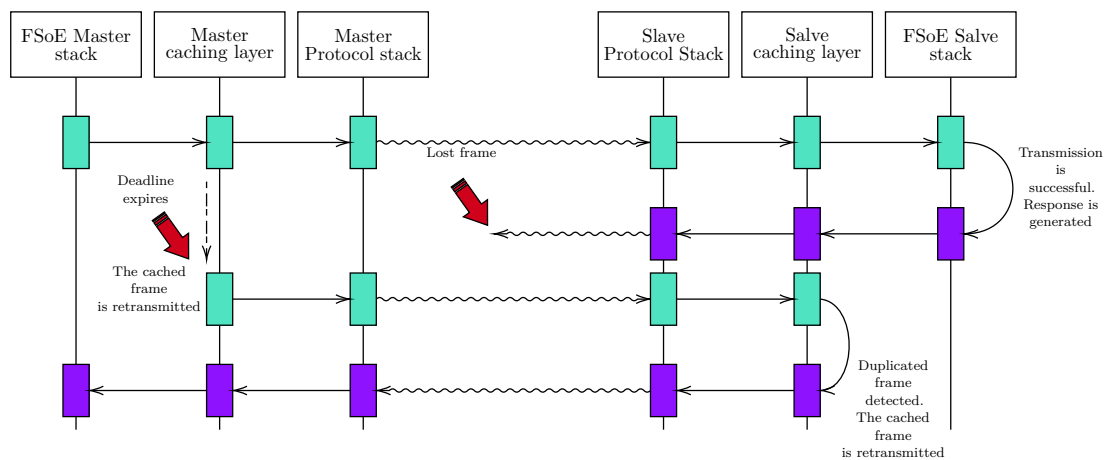 FSoE Master
stack
Master
caching layer
Master
Protocol stack
Slave
Protocol Stack
Salve
caching layer
FSoE Salve
stack
Lost frame
Transmission
is
successful.
Response is
generated
Deadline
expires
The cached
frame
is retransmitted
Duplicated
frame
detected.
The cached
frame
is retransmitted